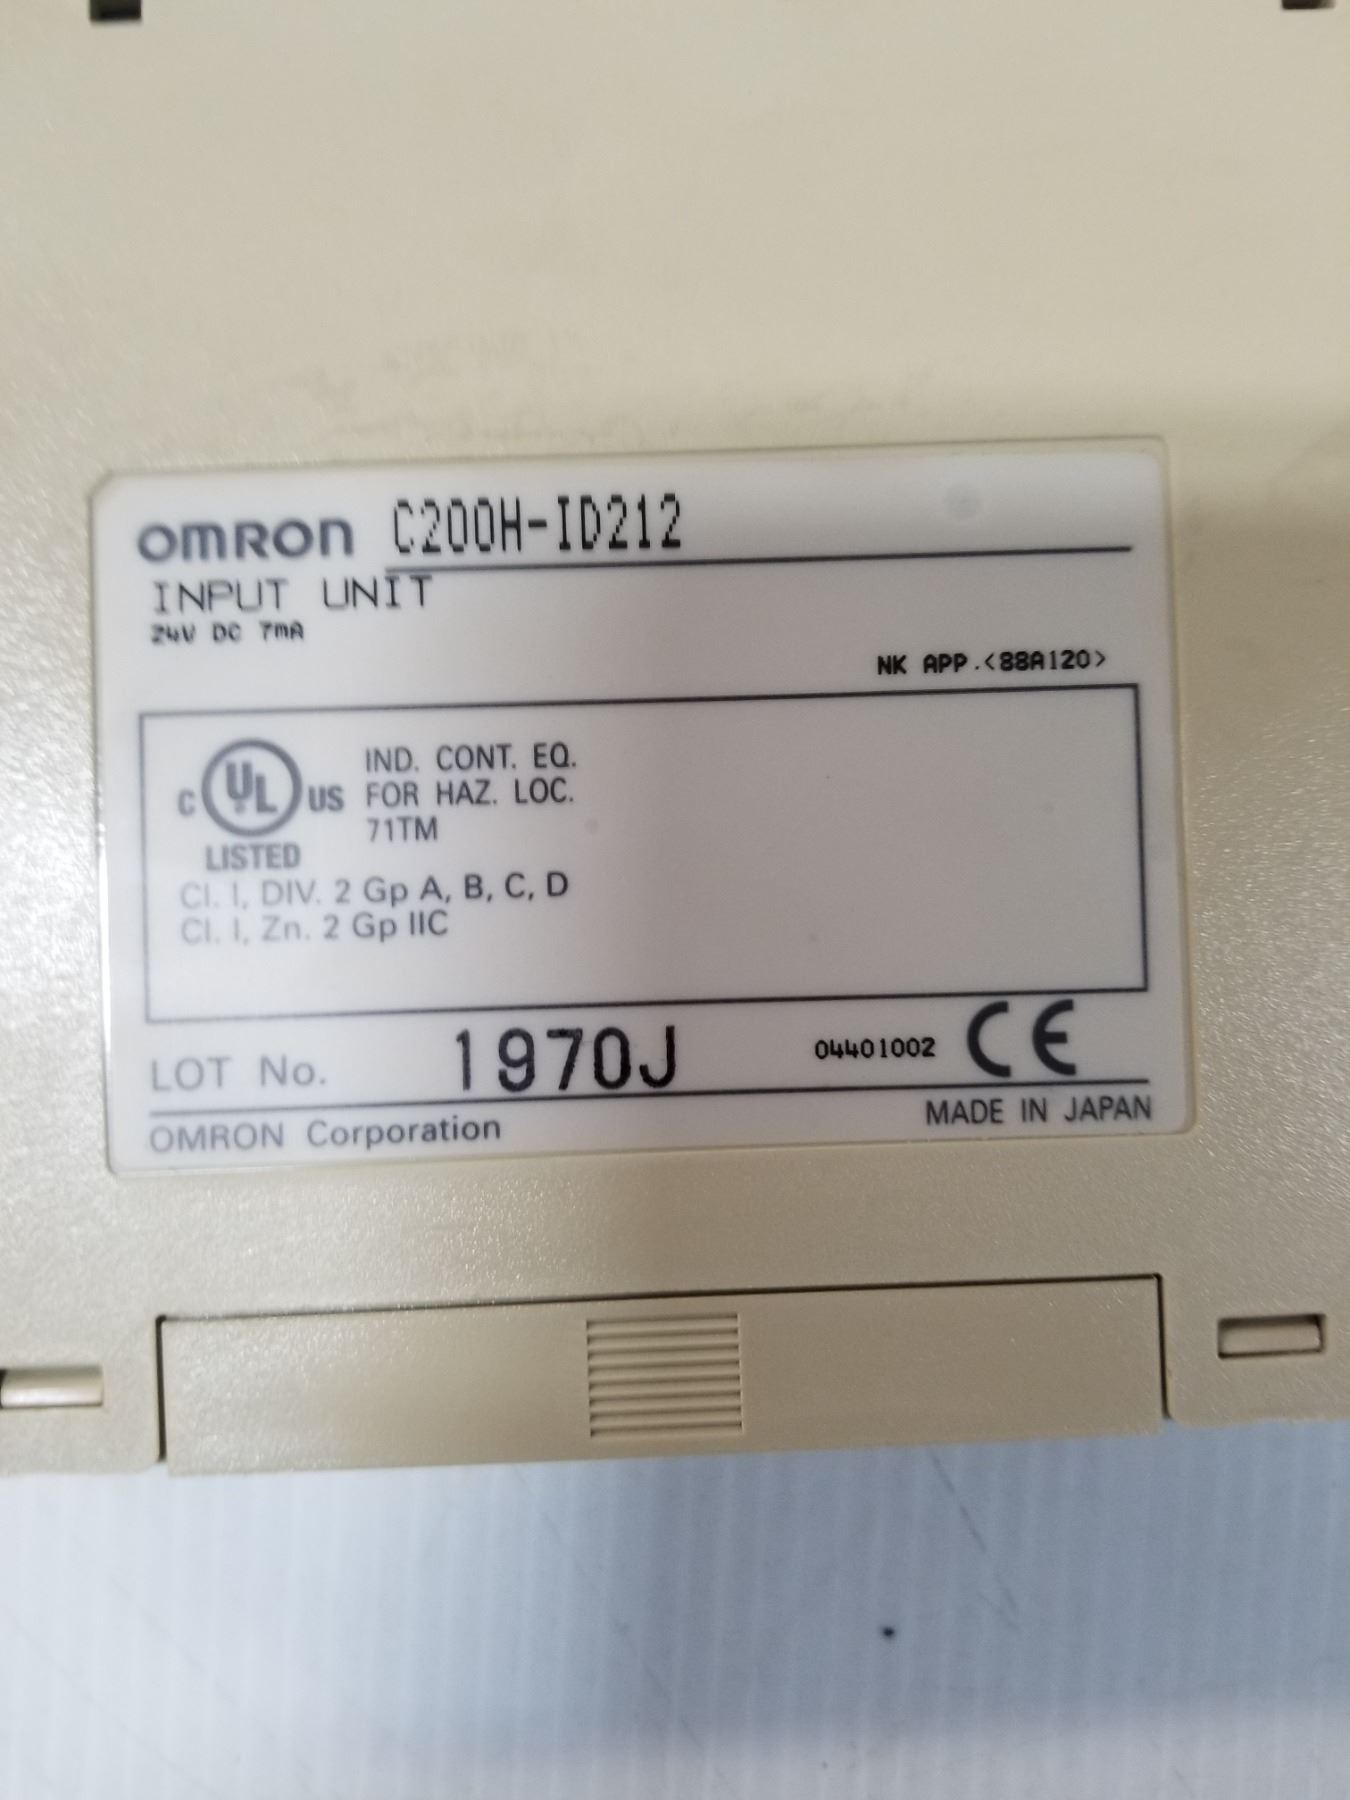 OMRON C200H-ID212
INPUT UNIT
24V DC 7mA
NK APP.<88A120>
C UL US
LISTED
IND. CONT. EQ.
FOR HAZ. LOC.
71TM
Cl. I, DIV. 2 Gp A, B, C, D
Cl. I, Zn. 2 Gp IIC
LOT No. 1970J 04401002 CE
OMRON Corporation MADE IN JAPAN